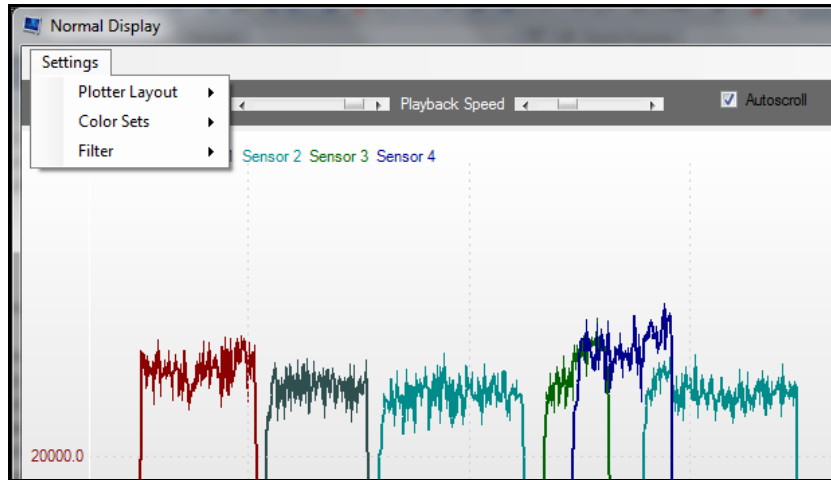 Normal Display
Settings
Plotter Layout
Color Sets
Filter
Playback Speed
Autoscroll
Sensor 2 Sensor 3 Sensor 4
20000.0